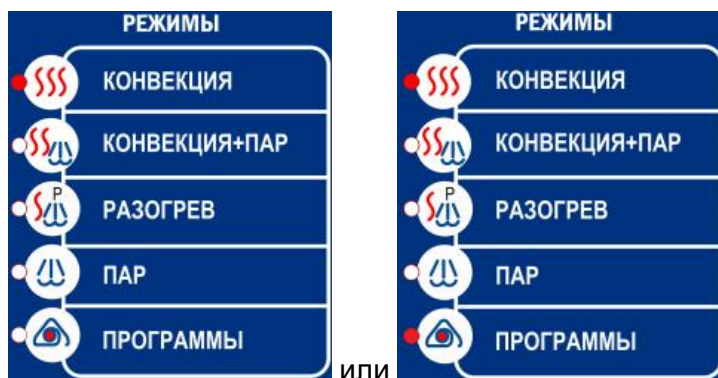 РЕЖИМЫ
КОНВЕКЦИЯ
КОНВЕКЦИЯ+ПАР
P
РАЗОГРЕВ
ПАР
ПРОГРАММЫ
или
РЕЖИМЫ
КОНВЕКЦИЯ
КОНВЕКЦИЯ+ПАР
P
РАЗОГРЕВ
ПАР
ПРОГРАММЫ